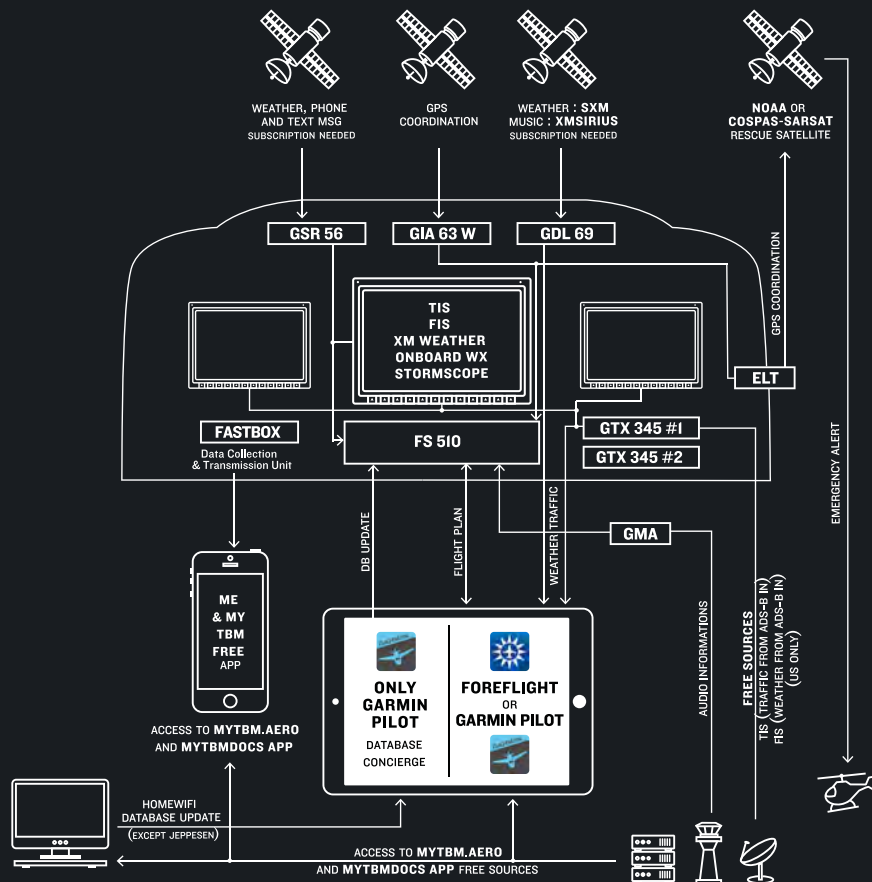 WEATHER, PHONE
AND TEXT MSG
SUBSCRIPTION NEEDED
GPS
COORDINATION
WEATHER : SXM
MUSIC : XMSIRIUS
SUBSCRIPTION NEEDED
NOAA OR
COSPAS-SARSAT
RESCUE SATELLITE
GSR 56
GIA 63 W
GDL 69
GPS COORDINATION
TIS
FIS
XM WEATHER
ONBOARD WX
STORMSCOPE
ELT
FASTBOX
Data Collection
& Transmission Unit
FS 510
GTX 345 #1
GTX 345 #2
EMERGENCY ALERT
DB UPDATE
FLIGHT PLAN
WEATHER TRAFFIC
GMA
ME
& MY
TBM
FREE
APP
ONLY
GARMIN
PILOT
DATABASE
CONCIERGE
FOREFLIGHT
OR
GARMIN PILOT
AUDIO INFORMATIONS
FREE SOURCES
TIS (TRAFFIC FROM ADS-B IN)
FIS (WEATHER FROM ADS-B IN)
(US ONLY)
ACCESS TO MYTBM.AERO
AND MYTBMDOCS APP
HOMEWIFI
DATABASE UPDATE
(EXCEPT JEPPESEN)
ACCESS TO MYTBM.AERO
AND MYTBMDOCS APP FREE SOURCES